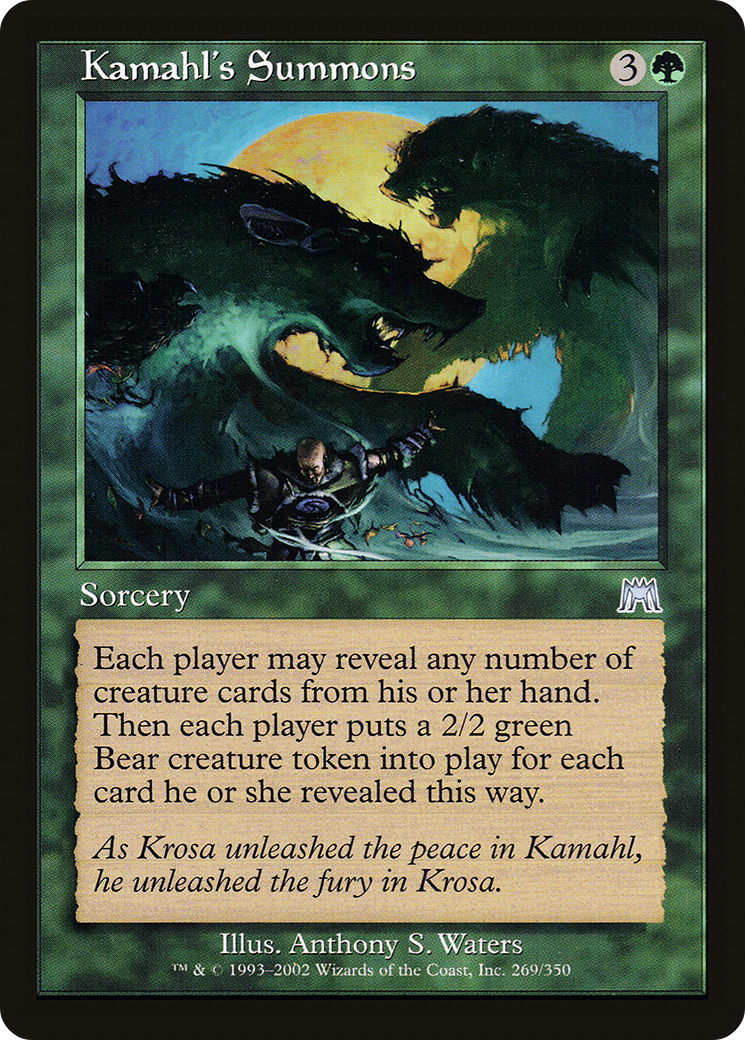 Kamahl's Summons
3
Sorcery
Each player may reveal any number of
creature cards from his or her hand.
Then each player puts a 2/2 green
Bear creature token into play for each
card he or she revealed this way.
As Krosa unleashed the peace in Kamahl,
he unleashed the fury in Krosa.
Illus. Anthony S. Waters
™ & © 1993–2002 Wizards of the Coast, Inc. 269/350